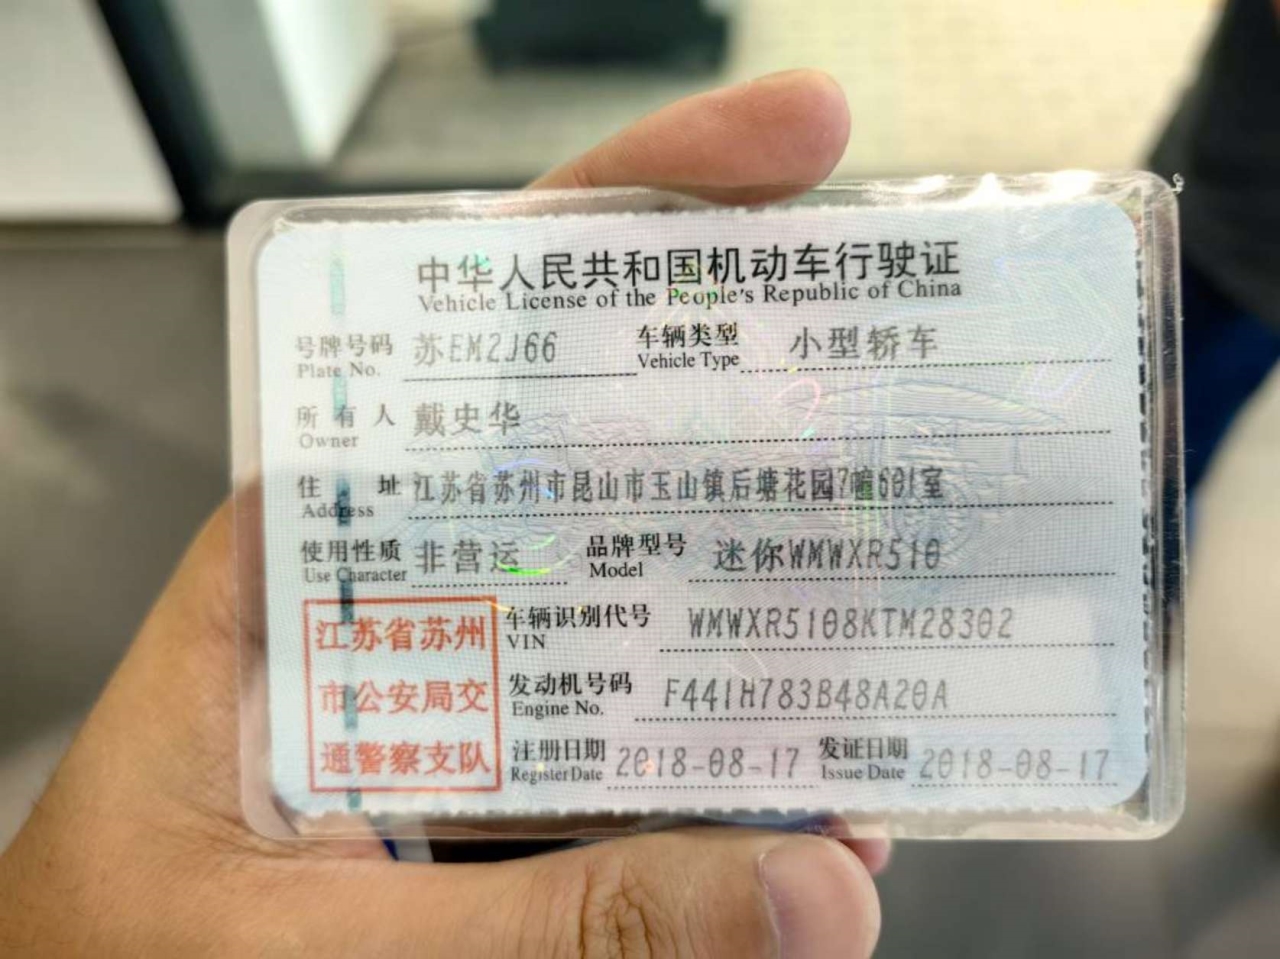 中华人民共和国机动车行驶证
Vehicle License of the People's Republic of China
号牌号码 苏EM2J66 车辆类型 小型轿车
Plate No. Vehicle Type
所有人 戴史华
Owner
住址 江苏省苏州市昆山市玉山镇后塘花园7幢601室
Address
使用性质 非营运 品牌型号 迷你WMWXR510
Use Character Model
江苏省苏州 车辆识别代号 WMWXR5108KTM28302
VIN
市公安局交 发动机号码 F441H783B48A20A
Engine No.
通警察支队 注册日期 2018-08-17 发证日期 2018-08-17
Register Date Issue Date